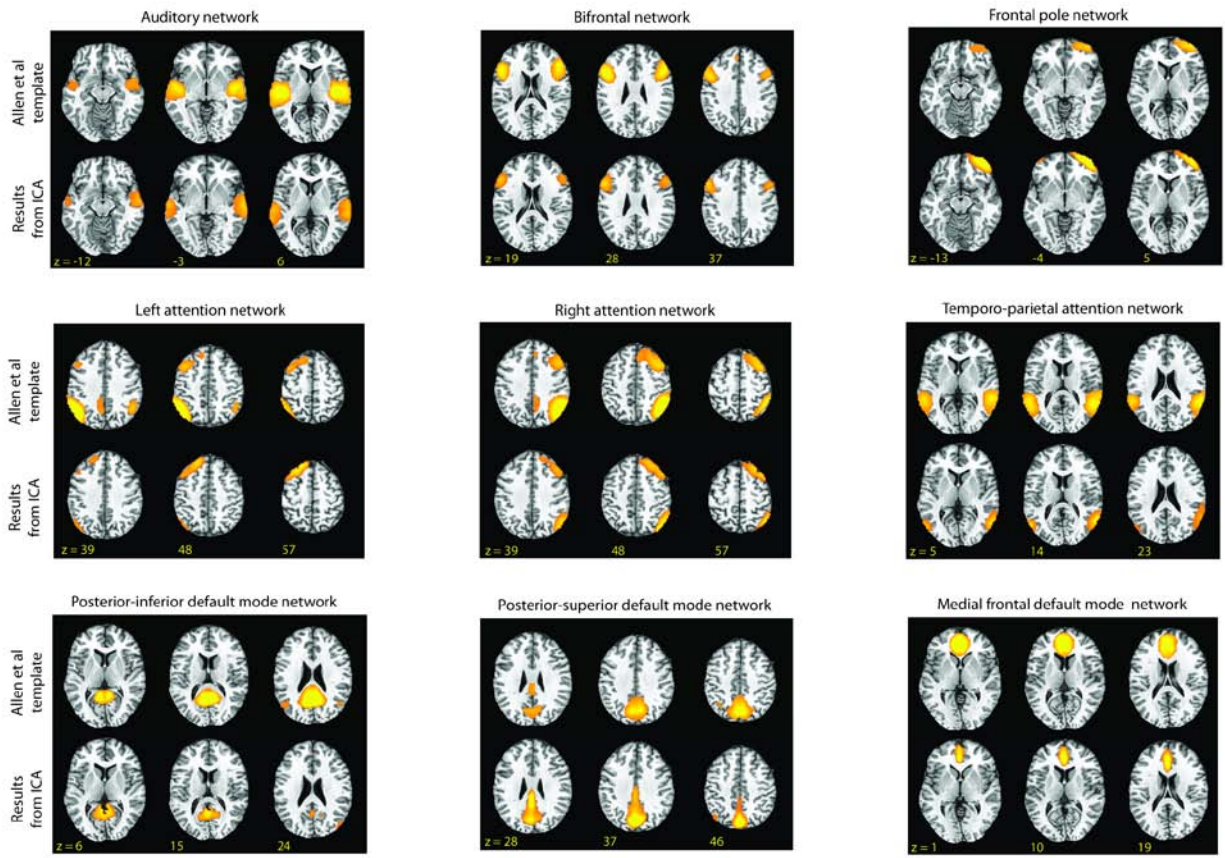 Auditory network
Bifrontal network
Frontal pole network
Allen et al
template
Results
from ICA
z = -12 -3 6
z = 19 28 37
z = -13 -4 5
Left attention network
Right attention network
Temporo-parietal attention network
Allen et al
template
Results
from ICA
z = 39 48 57
z = 39 48 57
z = 5 14 23
Posterior-inferior default mode network
Posterior-superior default mode network
Medial frontal default mode network
Allen et al
template
Results
from ICA
z = 6 15 24
z = 28 37 46
z = 1 10 19